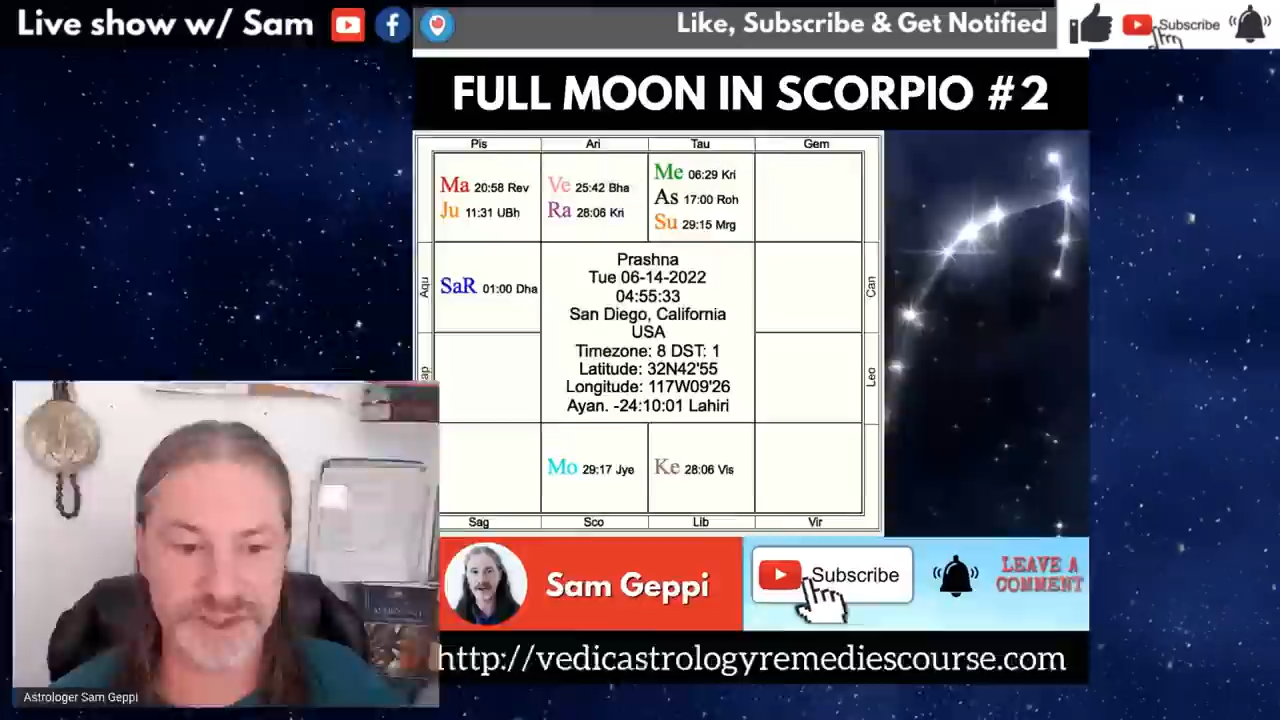 Live show w/ Sam
Like, Subscribe & Get Notified
Subscribe
FULL MOON IN SCORPIO #2
Pis Ari Tau Gem
Ma 20:58 Rev
Ju 11:31 UBh
Ve 25:42 Bha
Ra 28:06 Kri
Me 06:29 Kri
As 17:00 Roh
Su 29:15 Mrg
Aqu
SaR 01:00 Dha
Prashna
Tue 06-14-2022
04:55:33
San Diego, California
USA
Timezone: 8 DST: 1
Latitude: 32N42'55
Longitude: 117W09'26
Ayan. -24:10:01 Lahiri
Can
Leo
ap
Mo 29:17 Jye
Ke 28:06 Vis
Sag Sco Lib Vir
Sam Geppi
Subscribe
LEAVE A
COMMENT
http://vedicastrologyremediescourse.com
Astrologer Sam Geppi